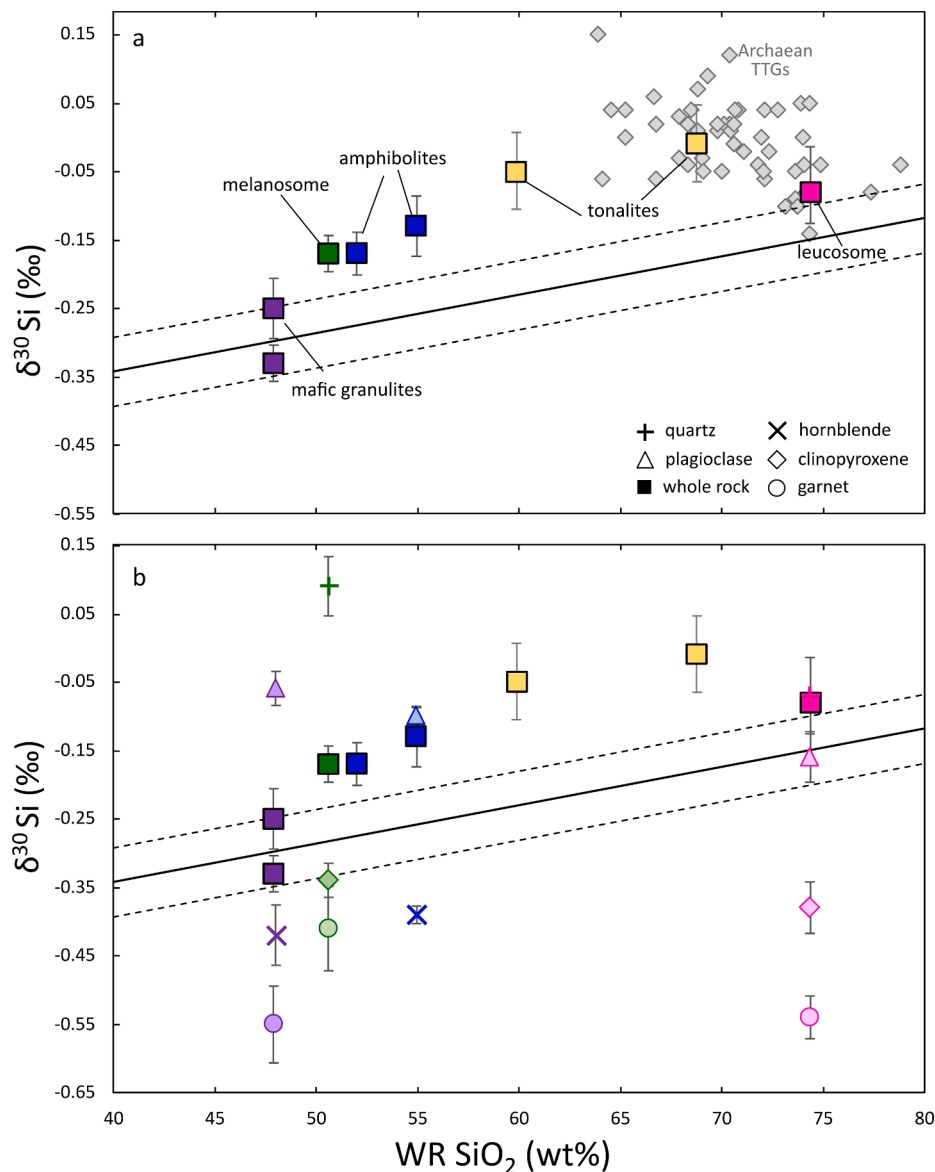 0.15
a
Archaean
TTGs
0.05
amphibolites
-0.05
melanosome
tonalites
-0.15
leucosome
-0.25
δ³⁰Si (‰)
-0.35
mafic granulites
quartz
hornblende
-0.45
plagioclase
clinopyroxene
whole rock
garnet
-0.55
0.15
b
0.05
-0.05
-0.15
-0.25
δ³⁰Si (‰)
-0.35
-0.45
-0.55
-0.65
40 45 50 55 60 65 70 75 80
WR SiO₂ (wt%)